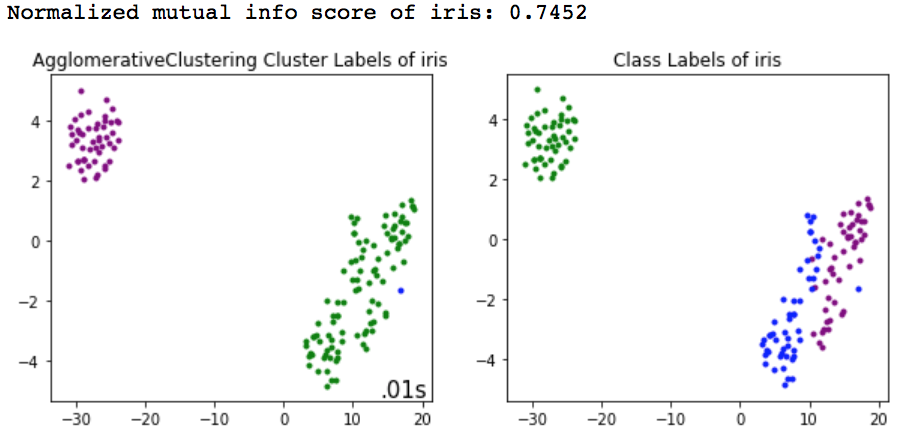 Normalized mutual info score of iris: 0.7452
AgglomerativeClustering Cluster Labels of iris
4
2
0
−2
−4
.01s
−30 −20 −10 0 10 20
Class Labels of iris
4
2
0
−2
−4
−30 −20 −10 0 10 20